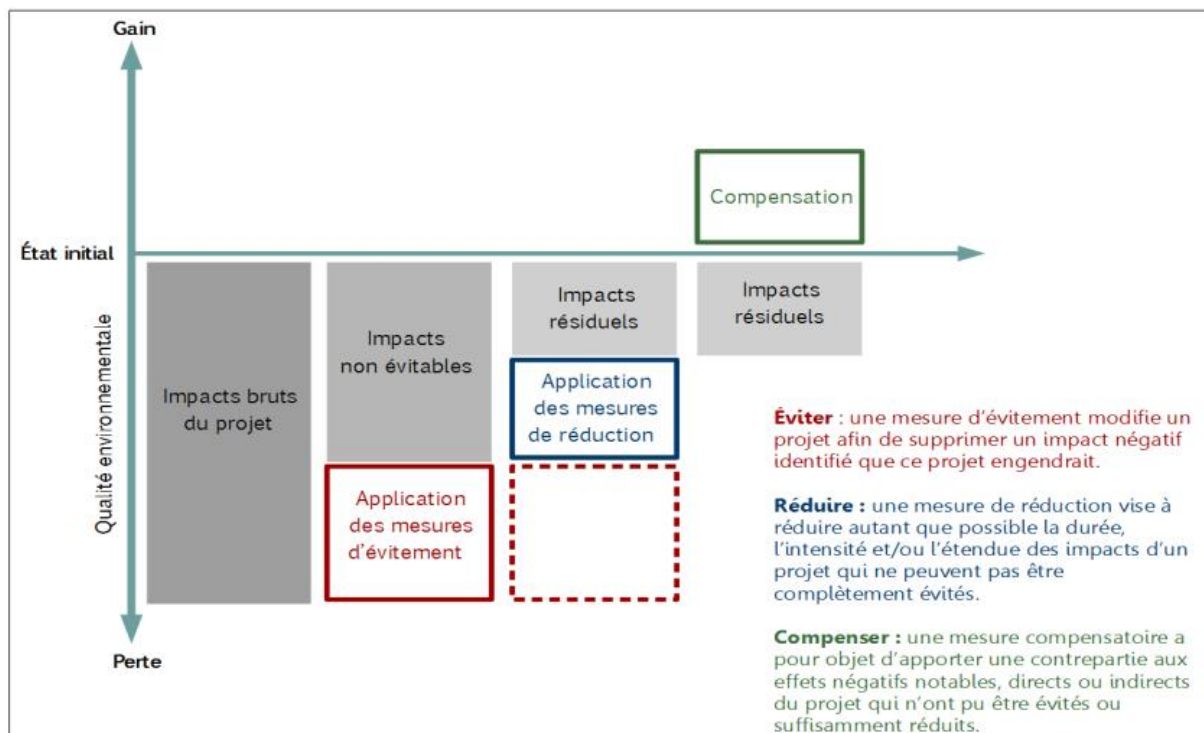 Gain
Compensation
État initial
Qualité environnementale
Impacts bruts
du projet
Impacts
non évitables
Application
des mesures
d'évitement
Impacts
résiduels
Application
des mesures
de réduction
Impacts
résiduels
Perte
Éviter : une mesure d'évitement modifie un
projet afin de supprimer un impact négatif
identifié que ce projet engendrait.
Réduire : une mesure de réduction vise à
réduire autant que possible la durée,
l'intensité et/ou l'étendue des impacts d'un
projet qui ne peuvent pas être
complètement évités.
Compenser : une mesure compensatoire a
pour objet d'apporter une contrepartie aux
effets négatifs notables, directs ou indirects
du projet qui n'ont pu être évités ou
suffisamment réduits.